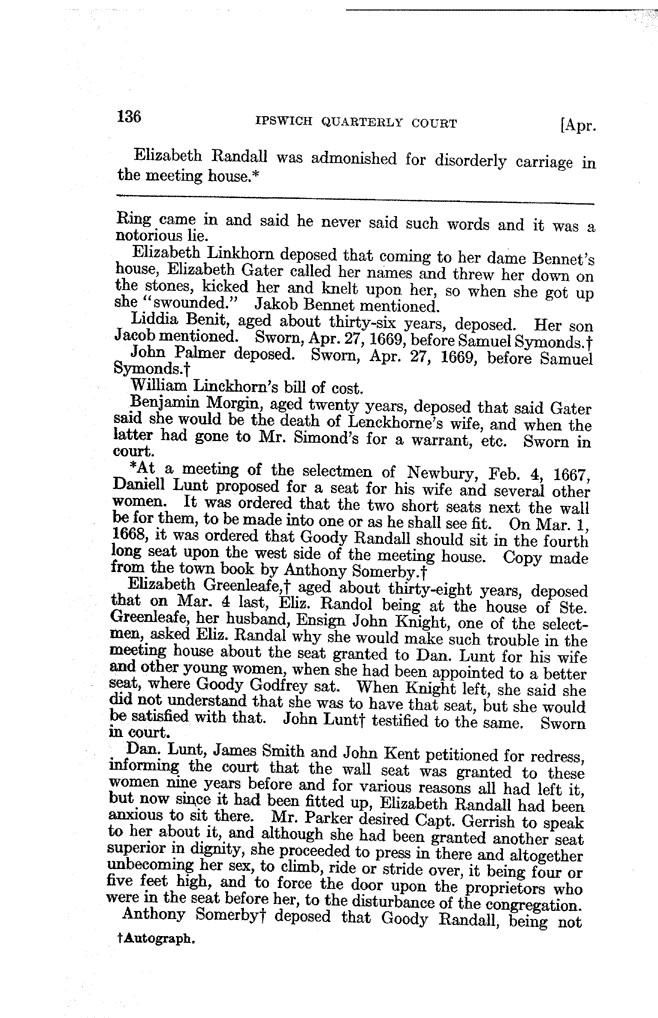 136 IPSWICH QUARTERLY COURT [Apr.
Elizabeth Randall was admonished for disorderly carriage in
the meeting house.*
Ring came in and said he never said such words and it was a
notorious lie.
Elizabeth Linkhorn deposed that coming to her dame Bennet's
house, Elizabeth Gater called her names and threw her down on
the stones, kicked her and knelt upon her, so when she got up
she "swounded." Jakob Bennet mentioned.
Liddia Benit, aged about thirty-six years, deposed. Her son
Jacob mentioned. Sworn, Apr. 27, 1669, before Samuel Symonds.†
John Palmer deposed. Sworn, Apr. 27, 1669, before Samuel
Symonds.†
William Linckhorn's bill of cost.
Benjamin Morgin, aged twenty years, deposed that said Gater
said she would be the death of Lenckhorne's wife, and when the
latter had gone to Mr. Simond's for a warrant, etc. Sworn in
court.
*At a meeting of the selectmen of Newbury, Feb. 4, 1667,
Daniell Lunt proposed for a seat for his wife and several other
women. It was ordered that the two short seats next the wall
be for them, to be made into one or as he shall see fit. On Mar. 1,
1668, it was ordered that Goody Randall should sit in the fourth
long seat upon the west side of the meeting house. Copy made
from the town book by Anthony Somerby.†
Elizabeth Greenleafe,† aged about thirty-eight years, deposed
that on Mar. 4 last, Eliz. Randol being at the house of Ste.
Greenleafe, her husband, Ensign John Knight, one of the select-
men, asked Eliz. Randal why she would make such trouble in the
meeting house about the seat granted to Dan. Lunt for his wife
and other young women, when she had been appointed to a better
seat, where Goody Godfrey sat. When Knight left, she said she
did not understand that she was to have that seat, but she would
be satisfied with that. John Lunt† testified to the same. Sworn
in court.
Dan. Lunt, James Smith and John Kent petitioned for redress,
informing the court that the wall seat was granted to these
women nine years before and for various reasons all had left it,
but now since it had been fitted up, Elizabeth Randall had been
anxious to sit there. Mr. Parker desired Capt. Gerrish to speak
to her about it, and although she had been granted another seat
superior in dignity, she proceeded to press in there and altogether
unbecoming her sex, to climb, ride or stride over, it being four or
five feet high, and to force the door upon the proprietors who
were in the seat before her, to the disturbance of the congregation.
Anthony Somerby† deposed that Goody Randall, being not
†Autograph.